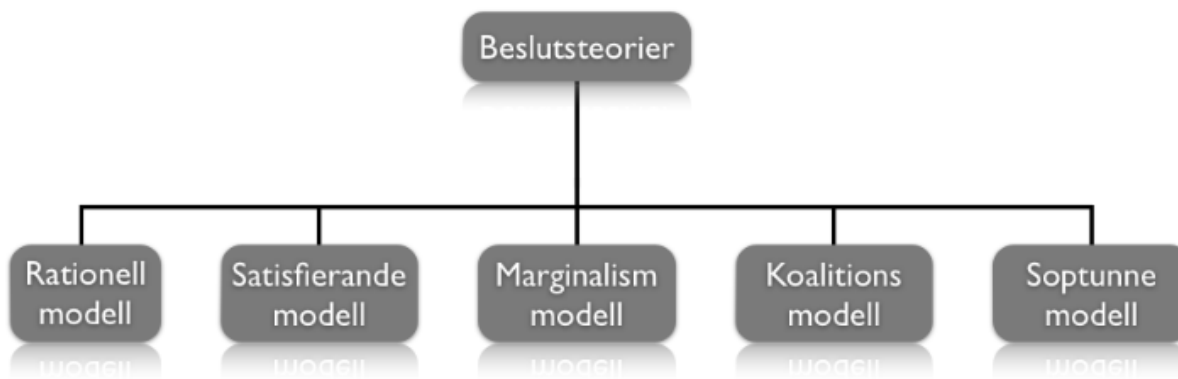 Beslutsteorier
Rationell
modell
Satisfierande
modell
Marginalism
modell
Koalitions
modell
Soptunne
modell